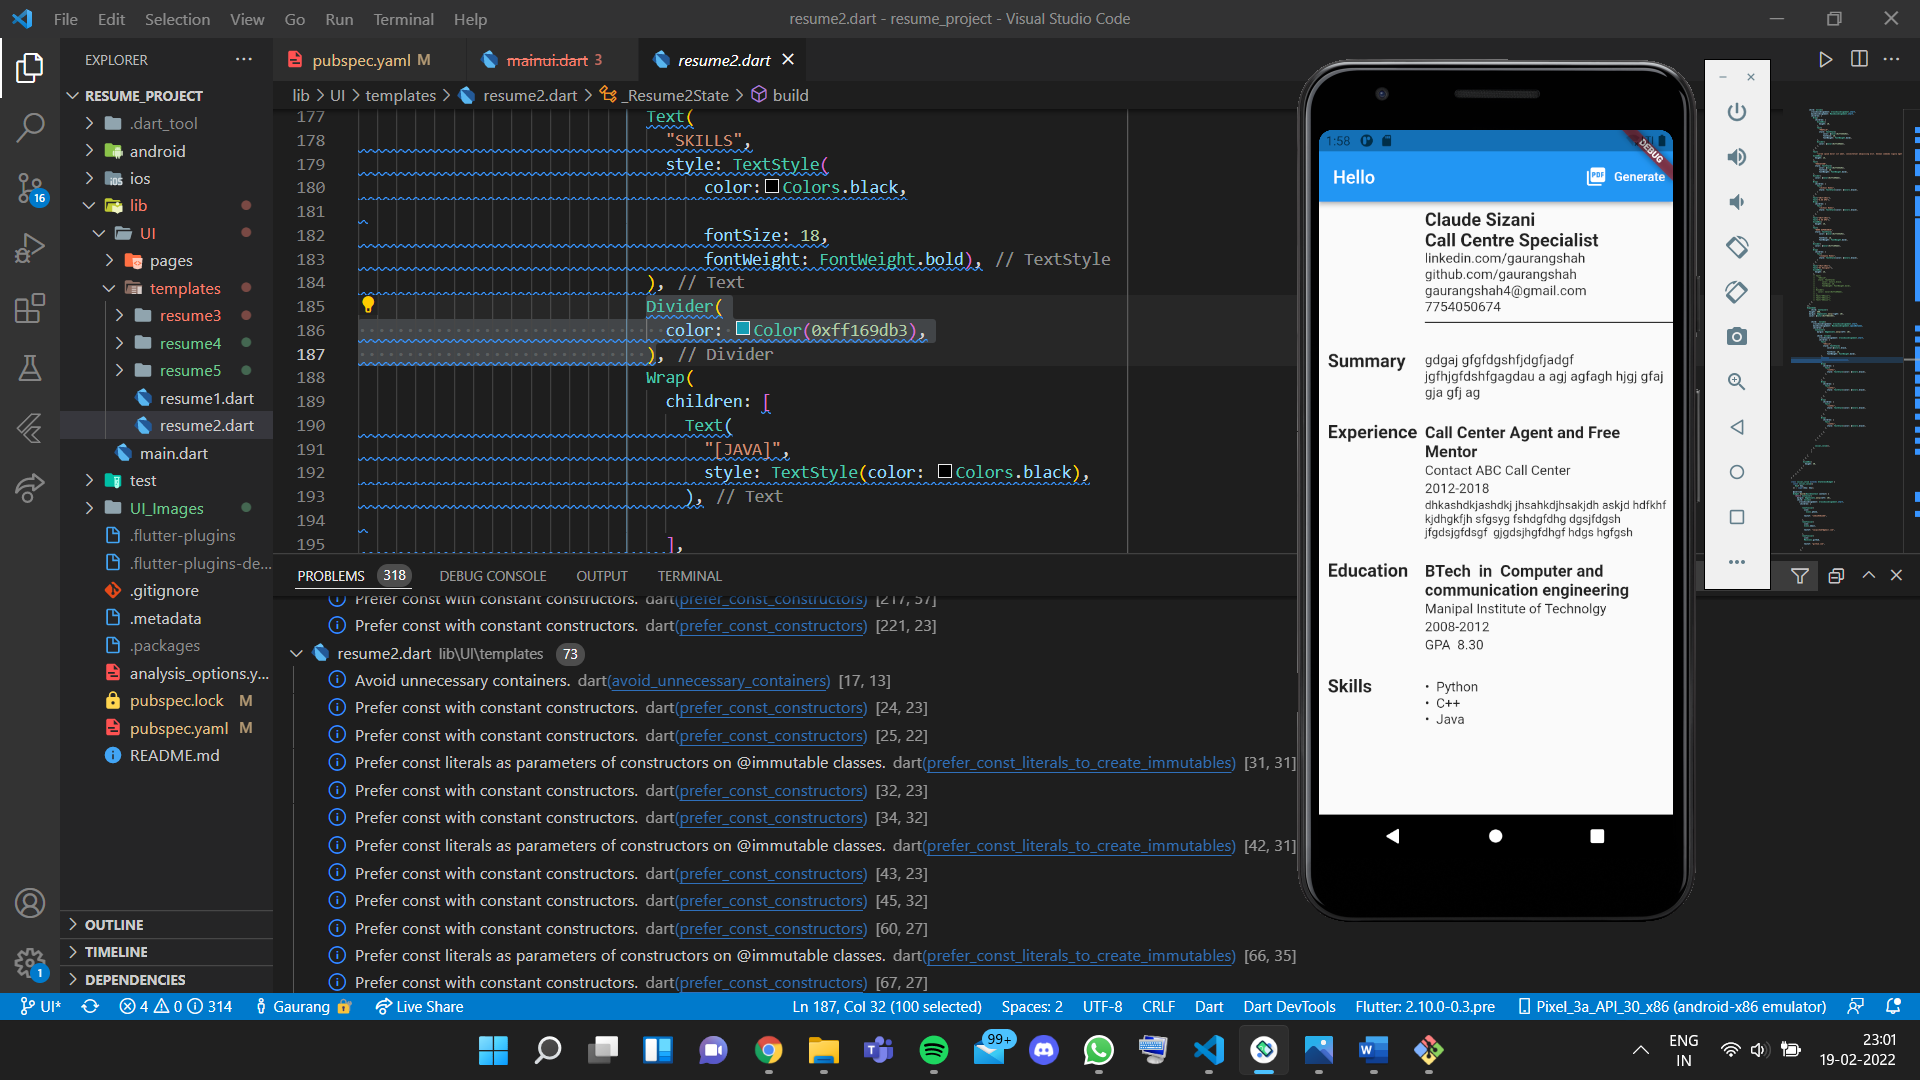 File Edit Selection View Go Run Terminal Help
resume2.dart - resume_project - Visual Studio Code
EXPLORER
RESUME_PROJECT
.dart_tool
android
ios
lib
UI
pages
templates
resume3
resume4
resume5
resume1.dart
resume2.dart
main.dart
test
UI_Images
.flutter-plugins
.flutter-plugins-de...
.gitignore
.metadata
.packages
analysis_options.y...
pubspec.lock M
pubspec.yaml M
README.md
OUTLINE
TIMELINE
DEPENDENCIES
16
1
pubspec.yaml M
mainui.dart 3
resume2.dart
lib > UI > templates > resume2.dart > _Resume2State > build
177 Text(
178 "SKILLS",
179 style: TextStyle(
180 color: Colors.black,
181
182 fontSize: 18,
183 fontWeight: FontWeight.bold), // TextStyle
184 ), // Text
185 Divider(
186 color: Color(0xff169db3),
187 ), // Divider
188 Wrap(
189 children: [
190 Text(
191 "[JAVA]",
192 style: TextStyle(color: Colors.black),
193 ), // Text
194
195 ],
PROBLEMS 318 DEBUG CONSOLE OUTPUT TERMINAL
Prefer const with constant constructors. dart(prefer_const_constructors) [217, 57]
Prefer const with constant constructors. dart(prefer_const_constructors) [221, 23]
resume2.dart lib\UI\templates 73
Avoid unnecessary containers. dart(avoid_unnecessary_containers) [17, 13]
Prefer const with constant constructors. dart(prefer_const_constructors) [24, 23]
Prefer const with constant constructors. dart(prefer_const_constructors) [25, 22]
Prefer const literals as parameters of constructors on @immutable classes. dart(prefer_const_literals_to_create_immutables) [31, 31]
Prefer const with constant constructors. dart(prefer_const_constructors) [32, 23]
Prefer const with constant constructors. dart(prefer_const_constructors) [34, 32]
Prefer const literals as parameters of constructors on @immutable classes. dart(prefer_const_literals_to_create_immutables) [42, 31]
Prefer const with constant constructors. dart(prefer_const_constructors) [43, 23]
Prefer const with constant constructors. dart(prefer_const_constructors) [45, 32]
Prefer const with constant constructors. dart(prefer_const_constructors) [60, 27]
Prefer const literals as parameters of constructors on @immutable classes. dart(prefer_const_literals_to_create_immutables) [66, 35]
Prefer const with constant constructors. dart(prefer_const_constructors) [67, 27]
1:58
DEBUG
Hello
PDF Generate
Claude Sizani
Call Centre Specialist
linkedin.com/gaurangshah
github.com/gaurangshah
gaurangshah4@gmail.com
7754050674
Summary
gdgaj gfgfdgshfjdgfjadgf
jgfhjgfdshfgagdau a agj agfagh hjgj gfaj
gja gfj ag
Experience
Call Center Agent and Free
Mentor
Contact ABC Call Center
2012-2018
dhkashdkjashdkj jhsahkdjhsakjdh askjd hdfkhf
kjdhgkfjh sfgsyg fshdgfdhg dgsjfdgsh
jfgdsjgfdsgf gjgdsjhgfdhgf hdgs hgfgsh
Education
BTech in Computer and
communication engineering
Manipal Institute of Technolgy
2008-2012
GPA 8.30
Skills
• Python
• C++
• Java
UI* 4 0 314 Gaurang Live Share
Ln 187, Col 32 (100 selected) Spaces: 2 UTF-8 CRLF Dart Dart DevTools Flutter: 2.10.0-0.3.pre Pixel_3a_API_30_x86 (android-x86 emulator)
99+
ENG
IN
23:01
19-02-2022